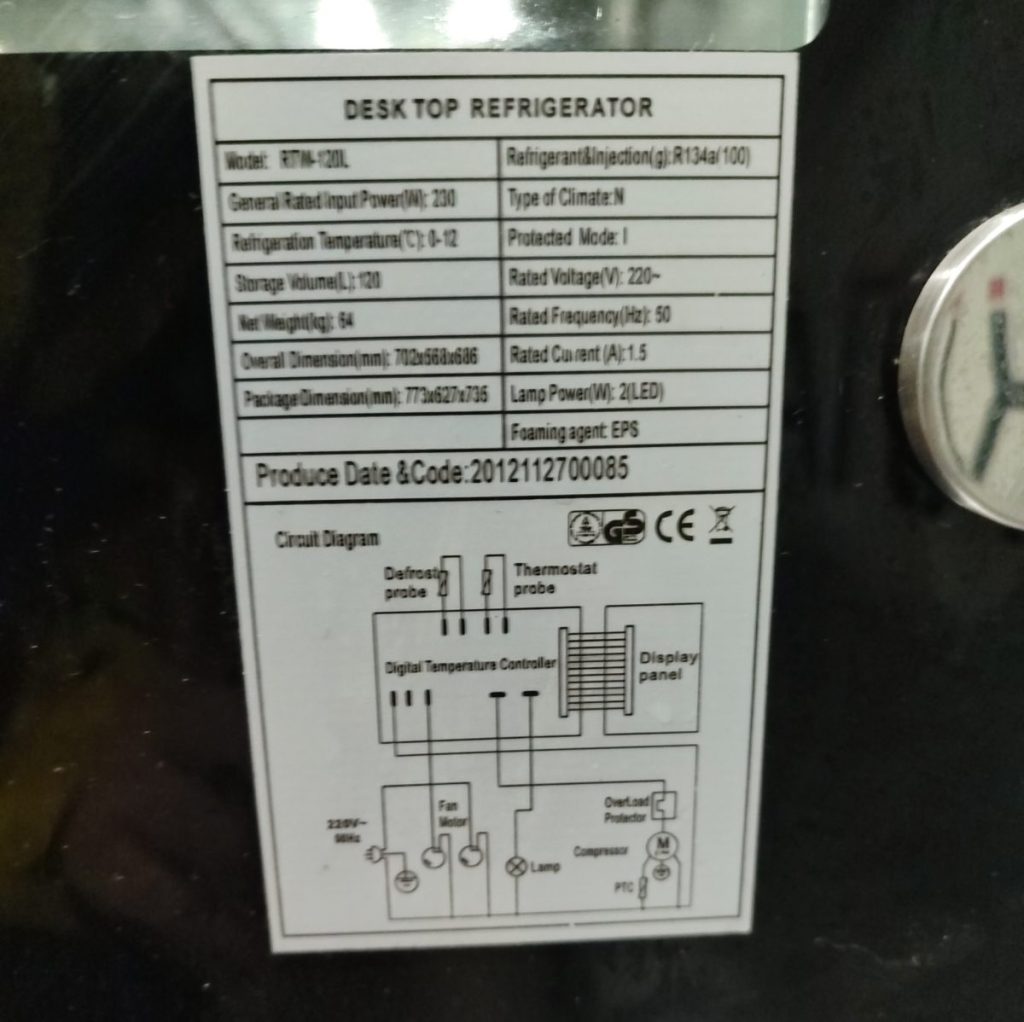 DESK TOP REFRIGERATOR
Model: RTW-120L
Refrigerant&Injection(g):R134a(100)
General Rated Input Power(W): 230
Type of Climate:N
Refrigeration Temperature(℃): 0-12
Protected Mode: I
Storage Volume(L): 120
Rated Voltage(V): 220~
Net Weight(kg): 64
Rated Frequency(Hz): 50
Overall Dimension(mm): 702x568x686
Rated Current (A):1.5
Package Dimension(mm): 773x627x735
Lamp Power(W): 2(LED)
Foaming agent: EPS
Produce Date &Code:2012112700085
Circuit Diagram
GS CE
Defrost probe
Thermostat probe
Digital Temperature Controller
Display panel
Fan Motor
OverLoad Protector
220V~
Compressor
M
Lamp
PTC